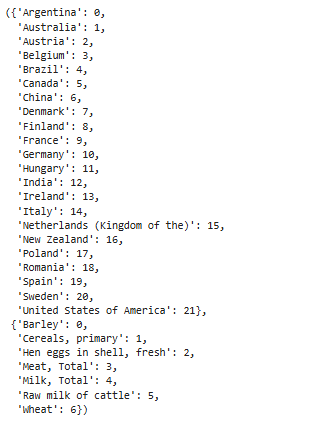 ({'Argentina': 0,
'Australia': 1,
'Austria': 2,
'Belgium': 3,
'Brazil': 4,
'Canada': 5,
'China': 6,
'Denmark': 7,
'Finland': 8,
'France': 9,
'Germany': 10,
'Hungary': 11,
'India': 12,
'Ireland': 13,
'Italy': 14,
'Netherlands (Kingdom of the)': 15,
'New Zealand': 16,
'Poland': 17,
'Romania': 18,
'Spain': 19,
'Sweden': 20,
'United States of America': 21},
{'Barley': 0,
'Cereals, primary': 1,
'Hen eggs in shell, fresh': 2,
'Meat, Total': 3,
'Milk, Total': 4,
'Raw milk of cattle': 5,
'Wheat': 6})